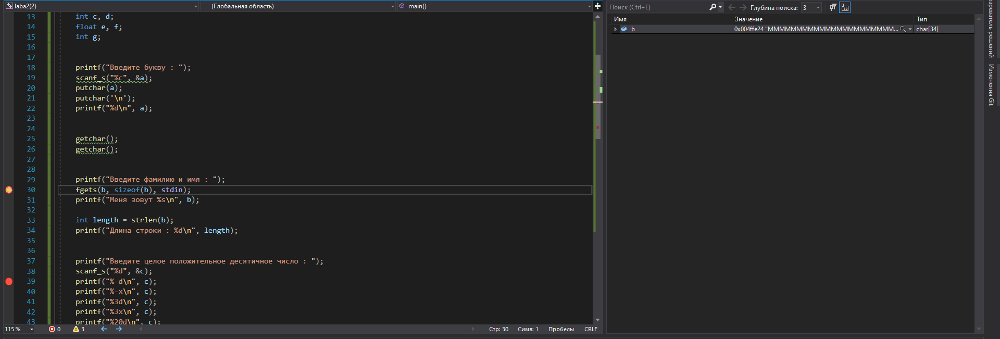 laba2(2)
(Глобальная область)
main()
13 int c, d;
14 float e, f;
15 int g;
16
17
18 printf("Введите букву : ");
19 scanf_s("%c", &a);
20 putchar(a);
21 putchar('\n');
22 printf("%d\n", a);
23
24
25 getchar();
26 getchar();
27
28
29 printf("Введите фамилию и имя : ");
30 fgets(b, sizeof(b), stdin);
31 printf("Меня зовут %s\n", b);
32
33 int length = strlen(b);
34 printf("Длина строки : %d\n", length);
35
36
37 printf("Введите целое положительное десятичное число : ");
38 scanf_s("%d", &c);
39 printf("%-d\n", c);
40 printf("%-x\n", c);
41 printf("%3d\n", c);
42 printf("%3x\n", c);
43 printf("%20d\n", c);
115 %
0
3
Стр: 30
Симв: 1
Пробелы
CRLF
Поиск (Ctrl+E)
Глубина поиска: 3
Имя Значение Тип
b 0x004ffe24 "ММММММММММММММММММММММ... char[34]
решений
Изменения Git